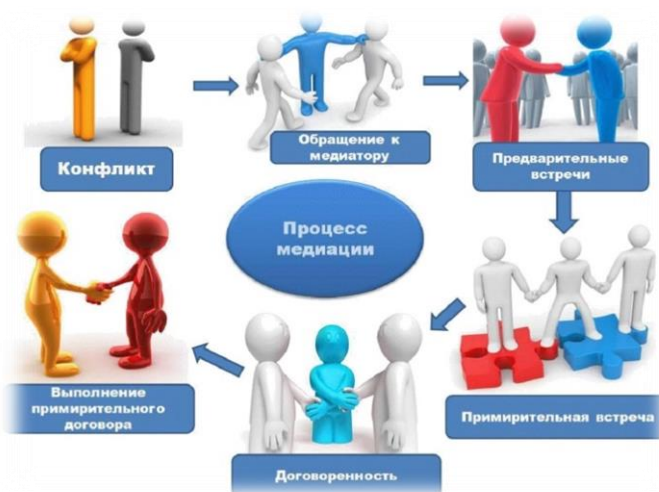 Конфликт
Обращение к
медиатору
Предварительные
встречи
Процесс
медиации
Примирительная встреча
Договоренность
Выполнение
примирительного
договора